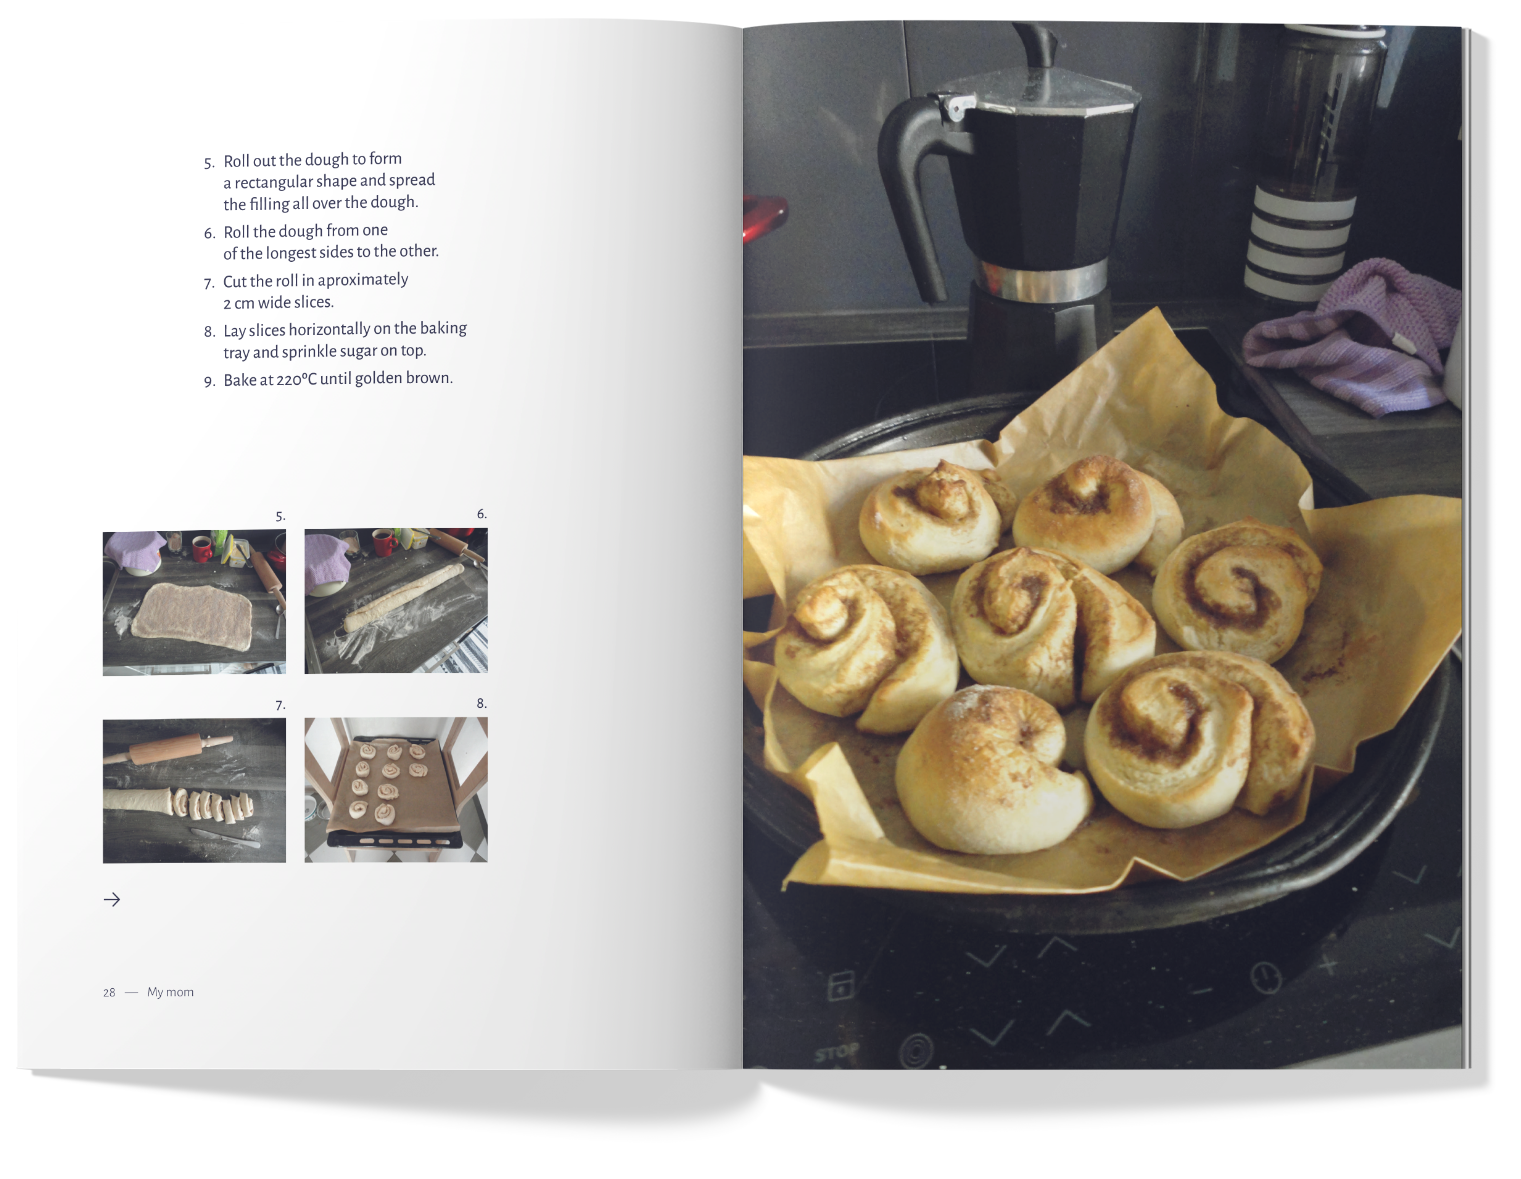 5. Roll out the dough to form
a rectangular shape and spread
the filling all over the dough.
6. Roll the dough from one
of the longest sides to the other.
7. Cut the roll in aproximately
2 cm wide slices.
8. Lay slices horizontally on the baking
tray and sprinkle sugar on top.
9. Bake at 220ºC until golden brown.
5.
6.
7.
8.
→
28 — My mom
STOP